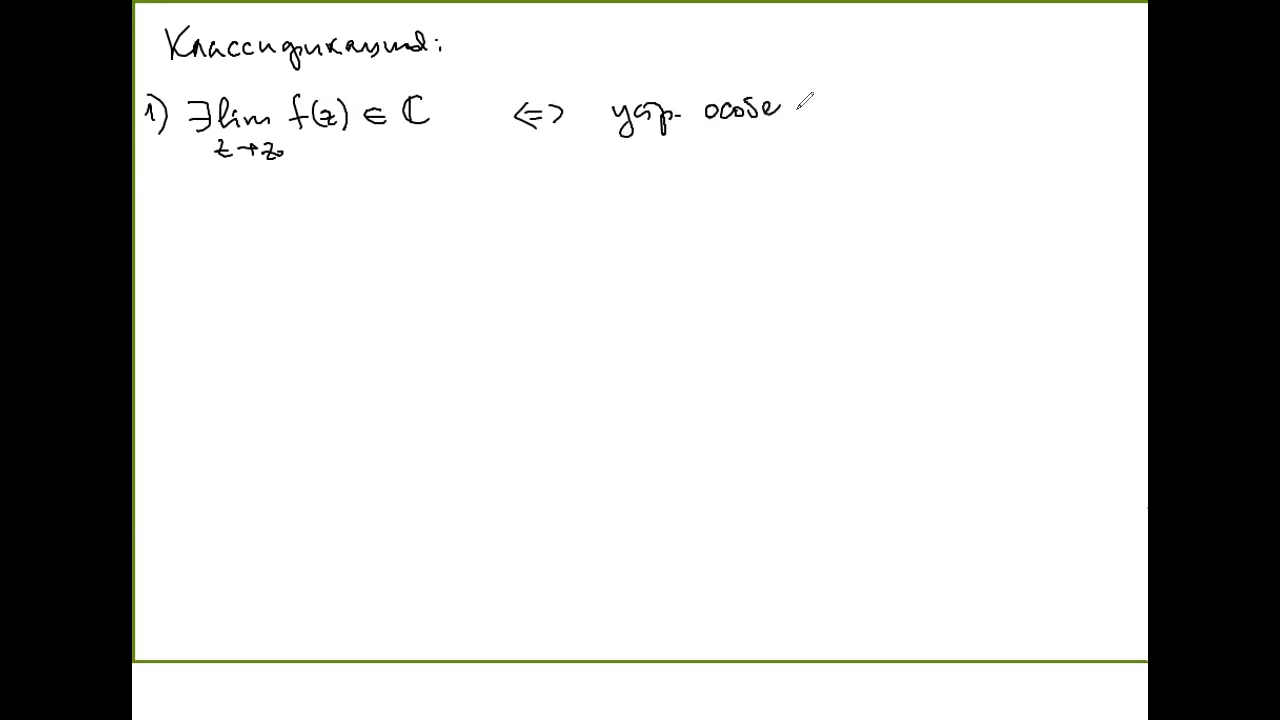 Классификация:
1) ∃ lim f(z) ∈ ℂ <=> устр. особе
z→z₀